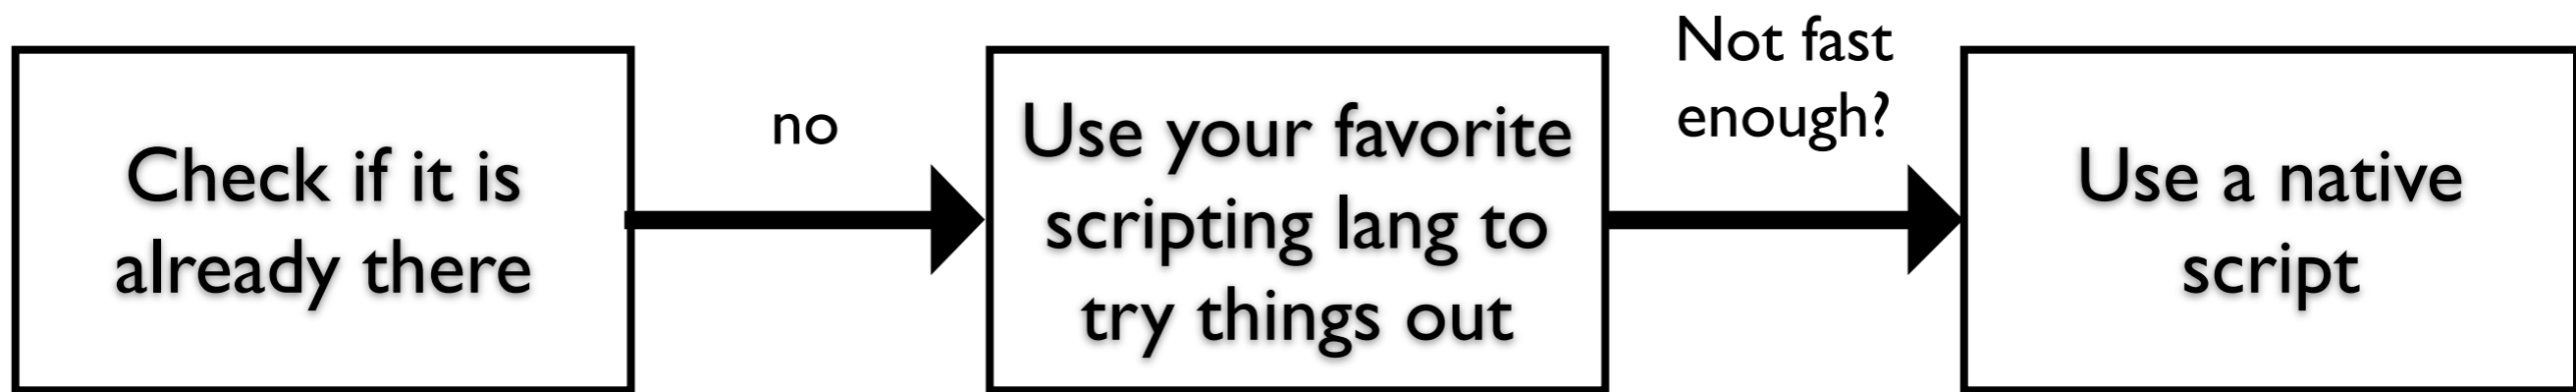 Check if it is
already there
no
Use your favorite
scripting lang to
try things out
Not fast
enough?
Use a native
script